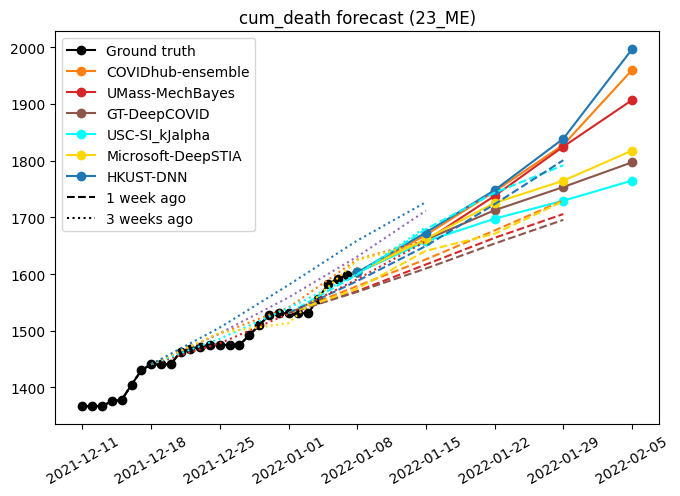 cum_death forecast (23_ME)
Ground truth
COVIDhub-ensemble
UMass-MechBayes
GT-DeepCOVID
USC-SI_kJalpha
Microsoft-DeepSTIA
HKUST-DNN
1 week ago
3 weeks ago
2000
1900
1800
1700
1600
1500
1400
2021-12-11
2021-12-18
2021-12-25
2022-01-01
2022-01-08
2022-01-15
2022-01-22
2022-01-29
2022-02-05